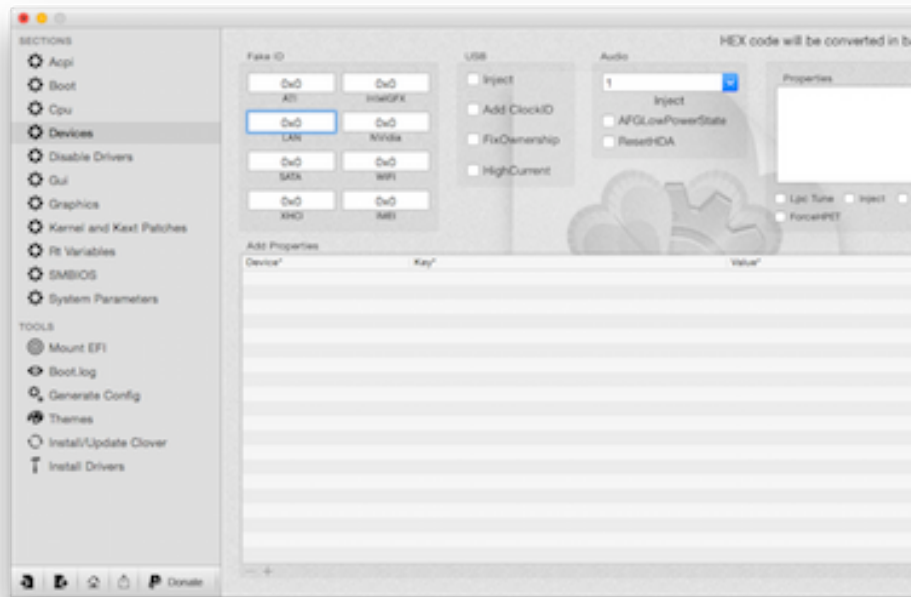 SECTIONS
Acpi
Boot
Cpu
Devices
Disable Drivers
Gui
Graphics
Kernel and Kext Patches
Rt Variables
SMBIOS
System Parameters
TOOLS
Mount EFI
Boot.log
Generate Config
Themes
Install/Update Clover
Install Drivers
Donate
HEX code will be converted in ba
Fake ID
0x0 0x0
ATI IntelGFX
0x0 0x0
LAN NVidia
0x0 0x0
SATA WIFI
0x0 0x0
XHCI IMEI
USB
Inject
Add ClockID
FixOwnership
HighCurrent
Audio
1
Inject
AFGLowPowerState
ResetHDA
Properties
Lpc Tune Inject
ForceHPET
Add Properties
Device* Key* Value*